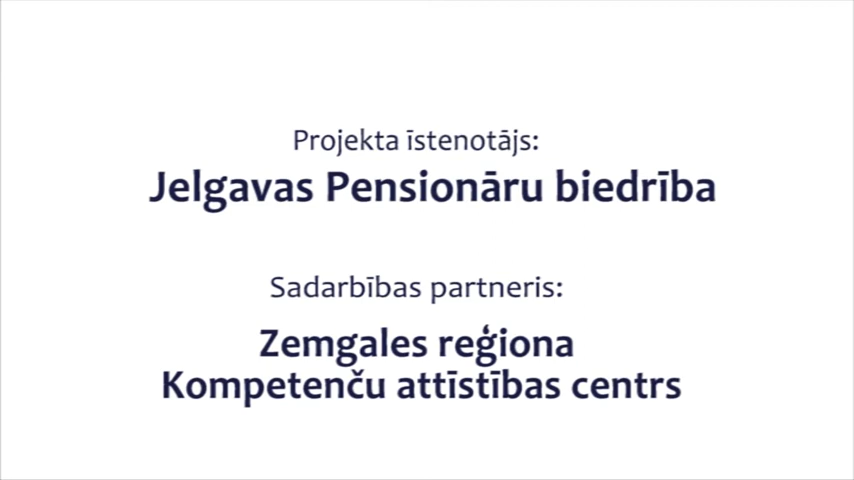 Projekta īstenotājs:
Jelgavas Pensionāru biedrība
Sadarbības partneris:
Zemgales reģiona
Kompetenču attīstības centrs